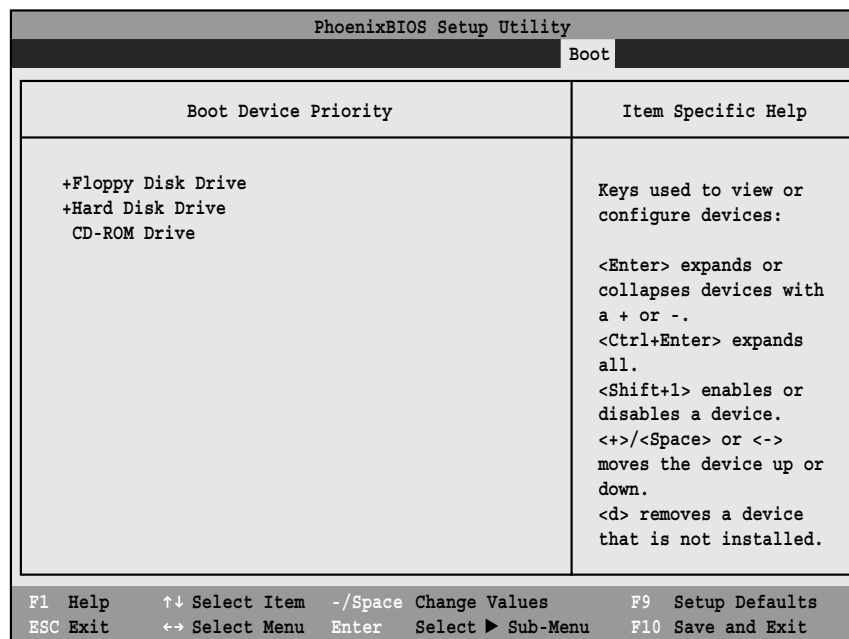 PhoenixBIOS Setup Utility
Boot
Boot Device Priority
Item Specific Help
+Floppy Disk Drive
+Hard Disk Drive
CD-ROM Drive
Keys used to view or
configure devices:
<Enter> expands or
collapses devices with
a + or -.
<Ctrl+Enter> expands
all.
<Shift+1> enables or
disables a device.
<+>/<Space> or <->
moves the device up or
down.
<d> removes a device
that is not installed.
F1 Help ↑↓ Select Item -/Space Change Values F9 Setup Defaults
ESC Exit ←→ Select Menu Enter Select ▶ Sub-Menu F10 Save and Exit